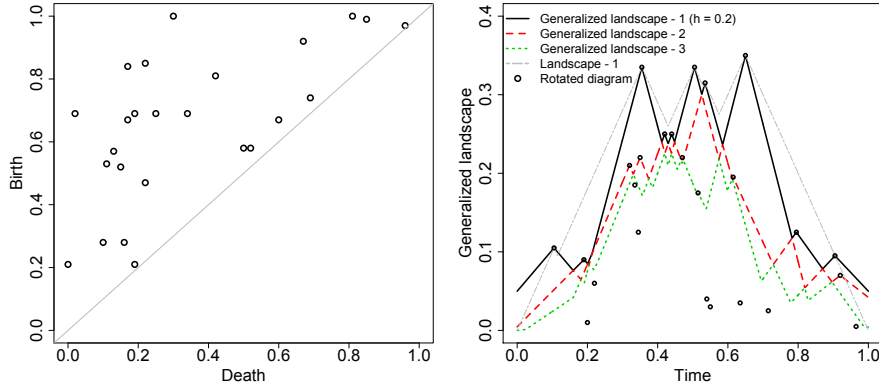 Birth
0.0 0.2 0.4 0.6 0.8 1.0
0.0 0.2 0.4 0.6 0.8 1.0
Death
Generalized landscape
0.0 0.1 0.2 0.3 0.4
Generalized landscape - 1 (h = 0.2)
Generalized landscape - 2
Generalized landscape - 3
Landscape - 1
Rotated diagram
0.0 0.2 0.4 0.6 0.8 1.0
Time